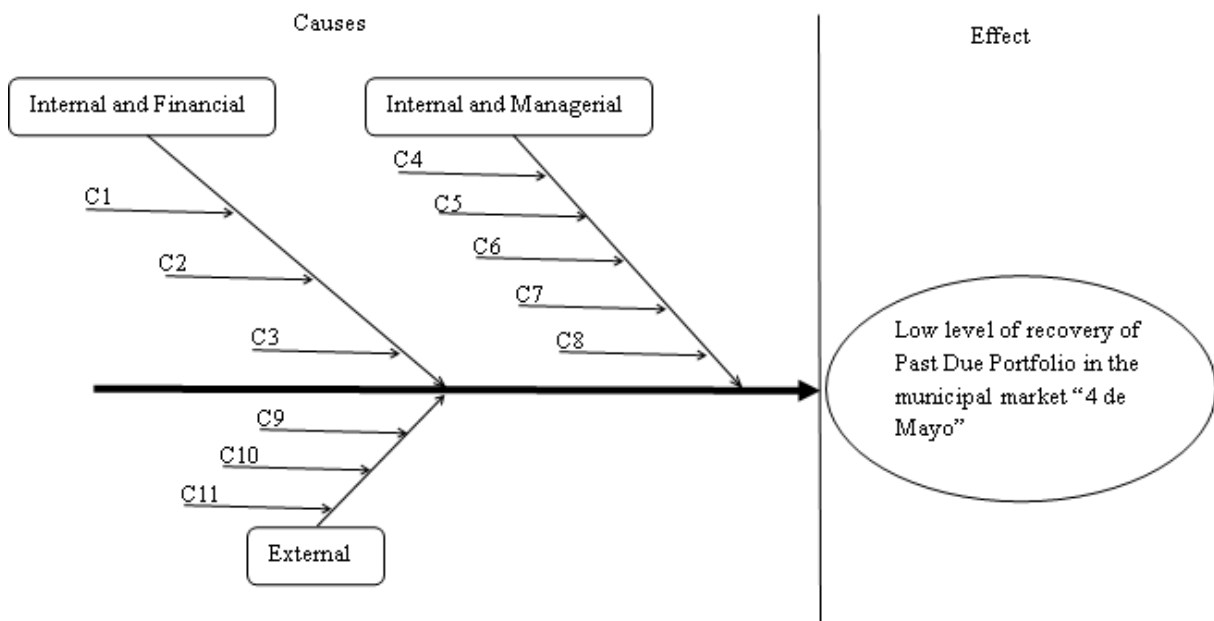 Causes
Effect
Internal and Financial
Internal and Managerial
C1
C2
C3
C4
C5
C6
C7
C8
C9
C10
C11
External
Low level of recovery of
Past Due Portfolio in the
municipal market “4 de
Mayo”